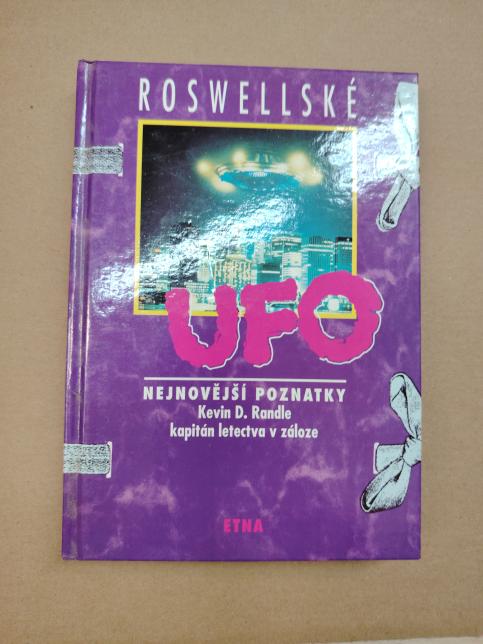 ROSWELLSKÉ
UFO
NEJNOVĚJŠÍ POZNATKY
Kevin D. Randle
kapitán letectva v záloze
ETNA